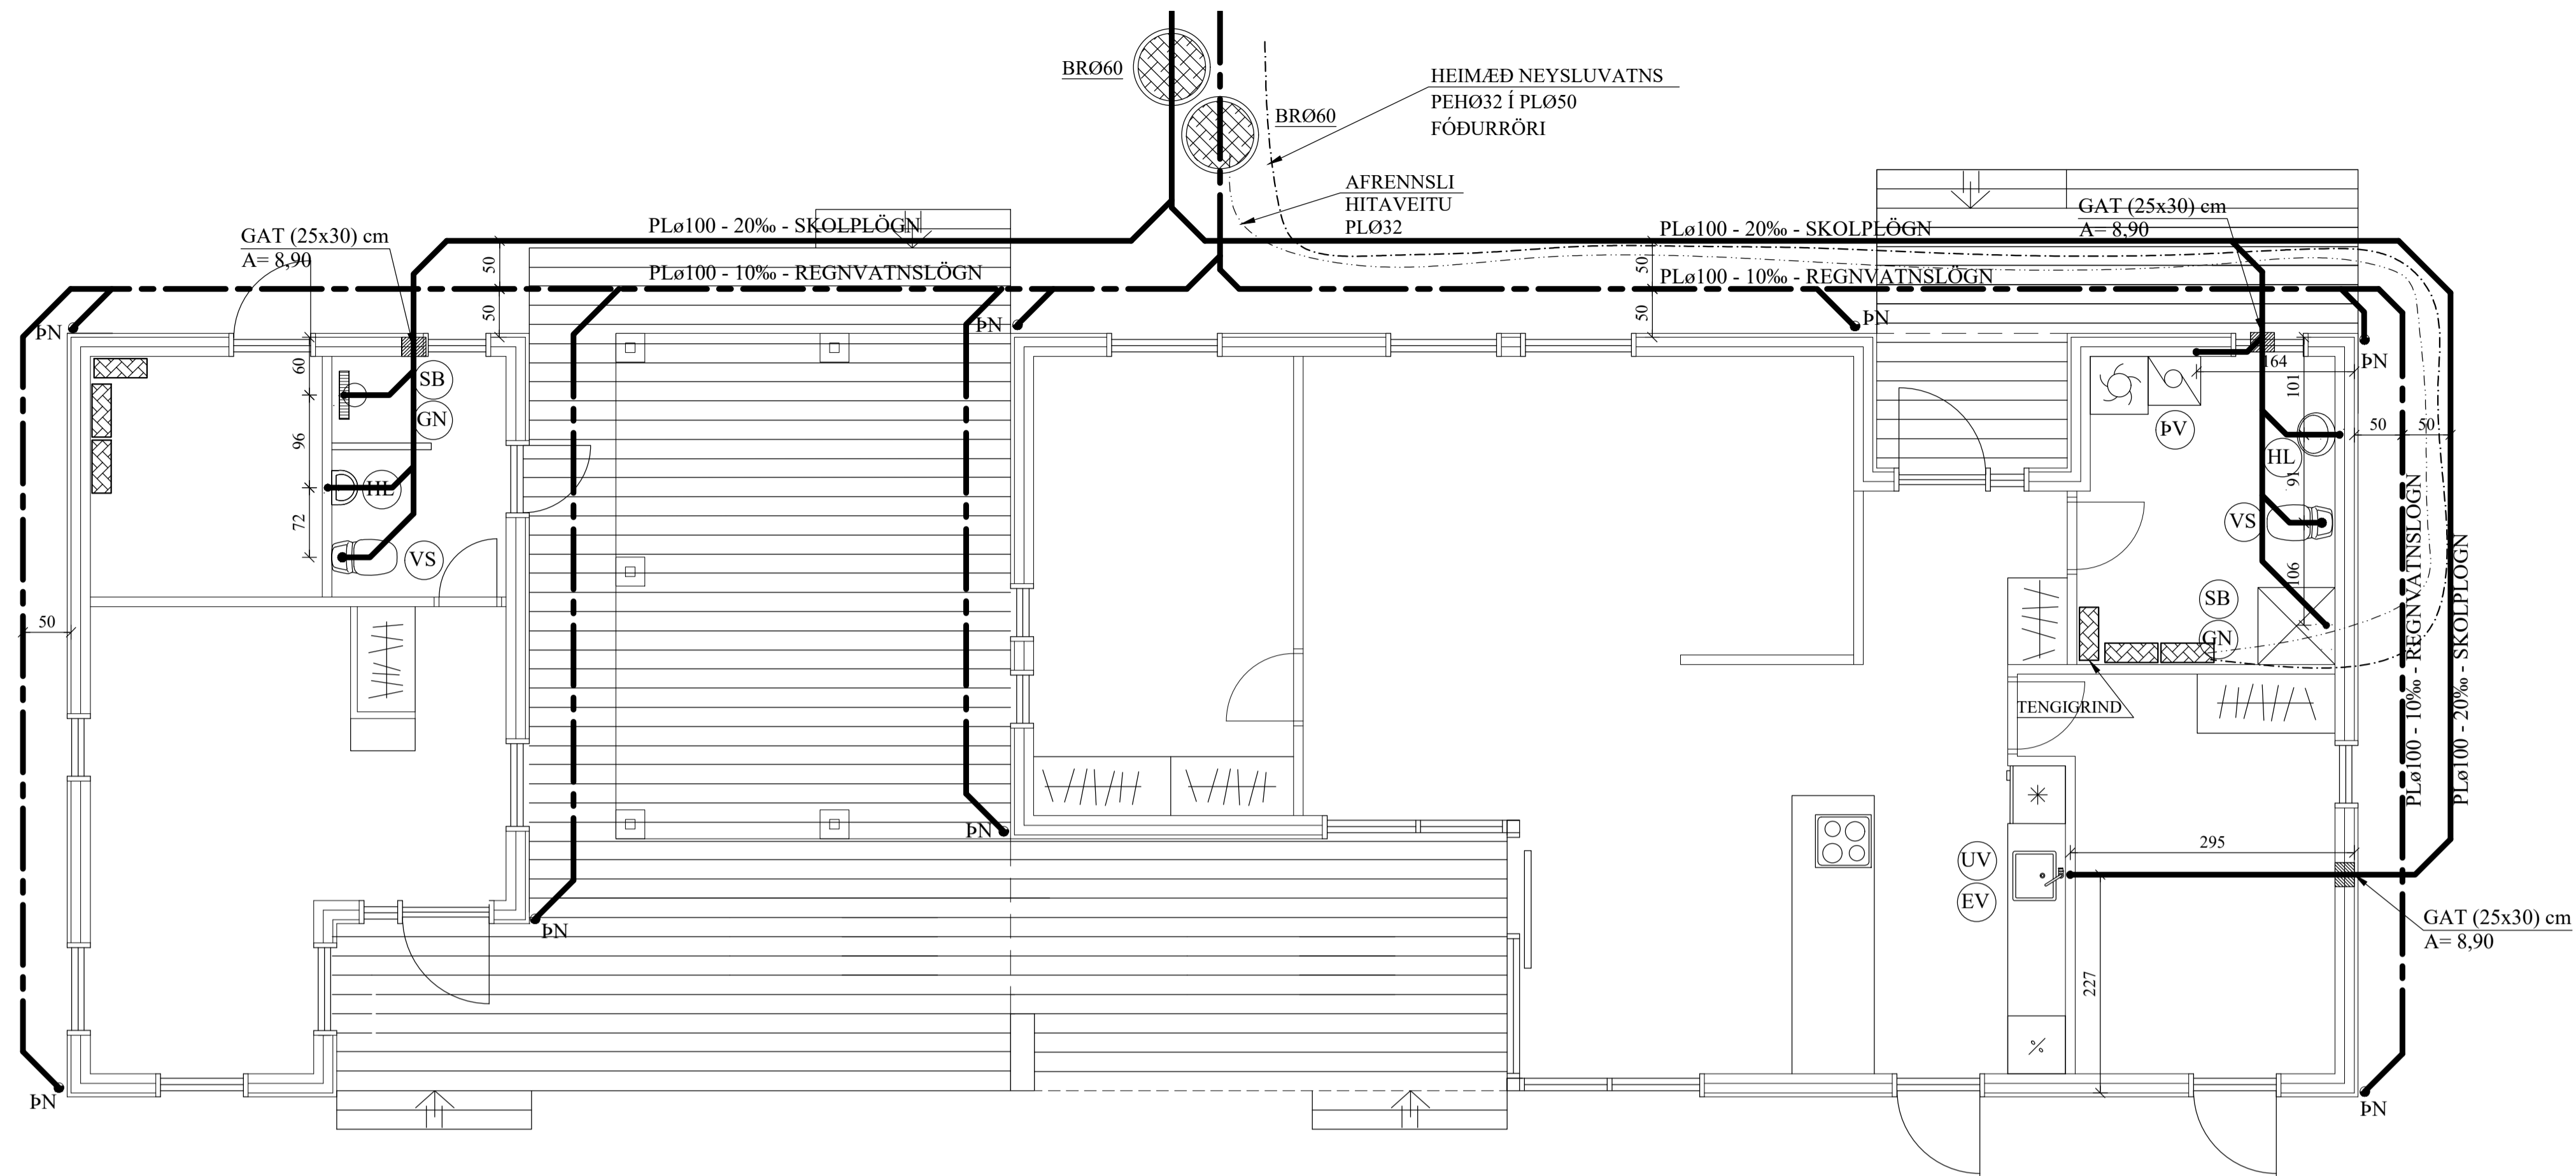 BRØ60
HEIMÆÐ NEYSLUVATNS
PEHØ32 Í PLØ50
FÓÐURRÖRI
BRØ60
AFRENNSLI
HITAVEITU
PLØ32
GAT (25x30) cm
A= 8,90
PLø100 - 20‰ - SKOLPLÖGN
PLø100 - 10‰ - REGNVATNSLÖGN
50
50
PLø100 - 20‰ - SKOLPLÖGN
PLø100 - 10‰ - REGNVATNSLÖGN
50
50
GAT (25x30) cm
A= 8,90
ÞN
ÞN
ÞN
ÞN
60
96
72
SB
GN
HL
VS
164
101
91
106
ÞV
HL
VS
SB
GN
50
50
50
PLø100 - 10‰ - REGNVATNSLÖGN
PLø100 - 20‰ - SKOLPLÖGN
TENGIGRIND
ÞN
295
UV
EV
GAT (25x30) cm
A= 8,90
ÞN
227
ÞN
ÞN